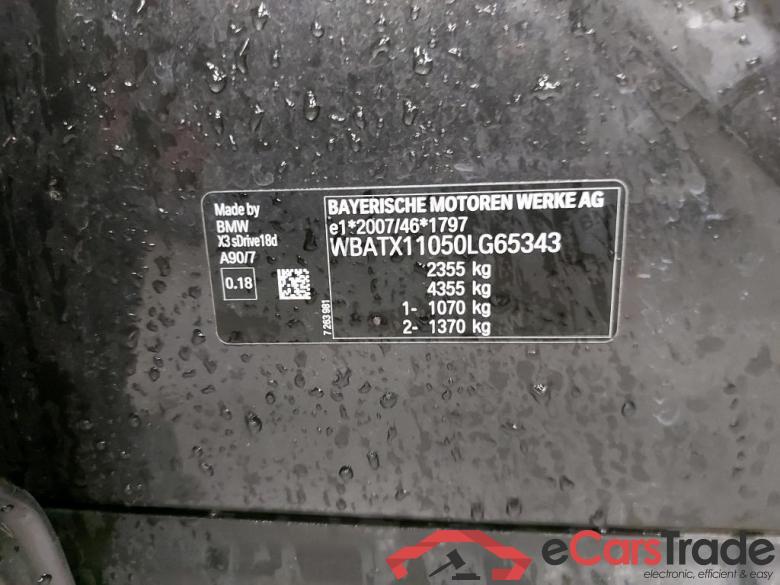 Made by
BMW
X3 sDrive18d
A90/7
0.18
7 263 981
BAYERISCHE MOTOREN WERKE AG
e1*2007/46*1797
WBATX11050LG65343
2355 kg
4355 kg
1- 1070 kg
2- 1370 kg
eCarsTrade
electronic, efficient & easy